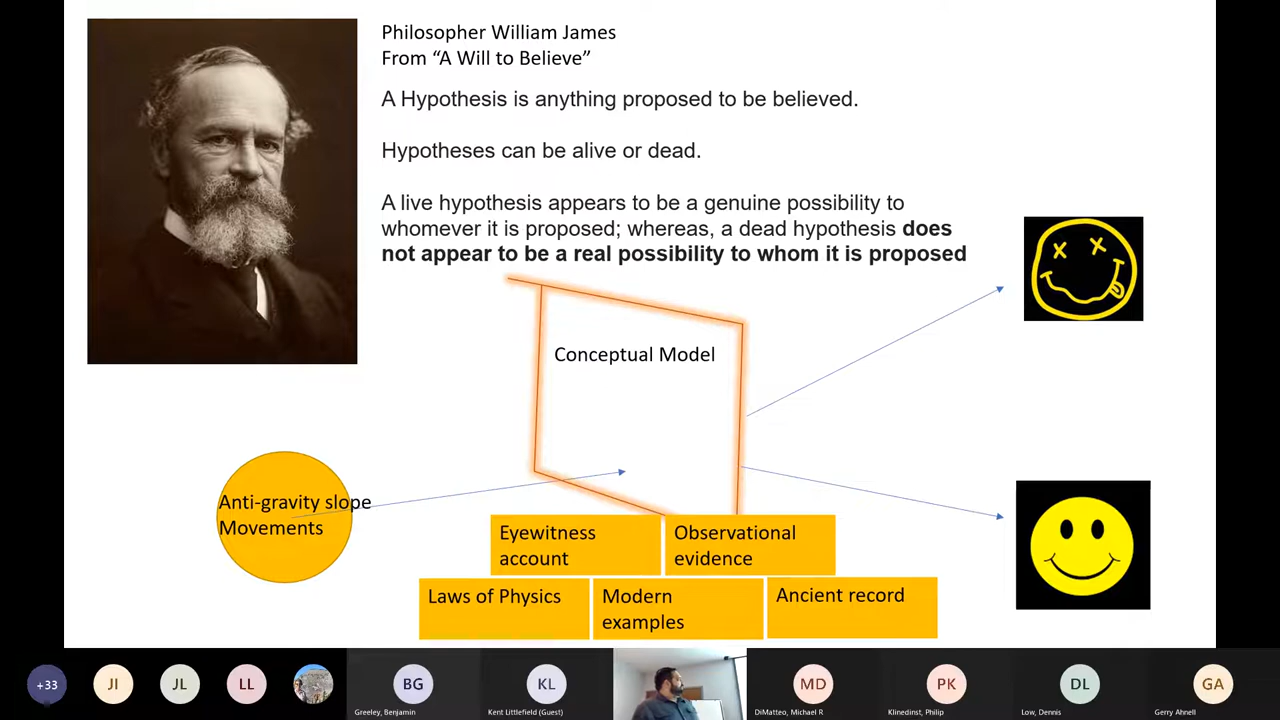 Philosopher William James
From “A Will to Believe”
A Hypothesis is anything proposed to be believed.
Hypotheses can be alive or dead.
A live hypothesis appears to be a genuine possibility to
whomever it is proposed; whereas, a dead hypothesis does
not appear to be a real possibility to whom it is proposed
Conceptual Model
Anti-gravity slope
Movements
Eyewitness
account
Observational
evidence
Laws of Physics
Modern
examples
Ancient record
+33
JI
JL
LL
BG
KL
MD
PK
DL
GA
Greeley, Benjamin
Kent Littlefield (Guest)
DiMatteo, Michael R
Klinedinst, Philip
Low, Dennis
Gerry Ahnell